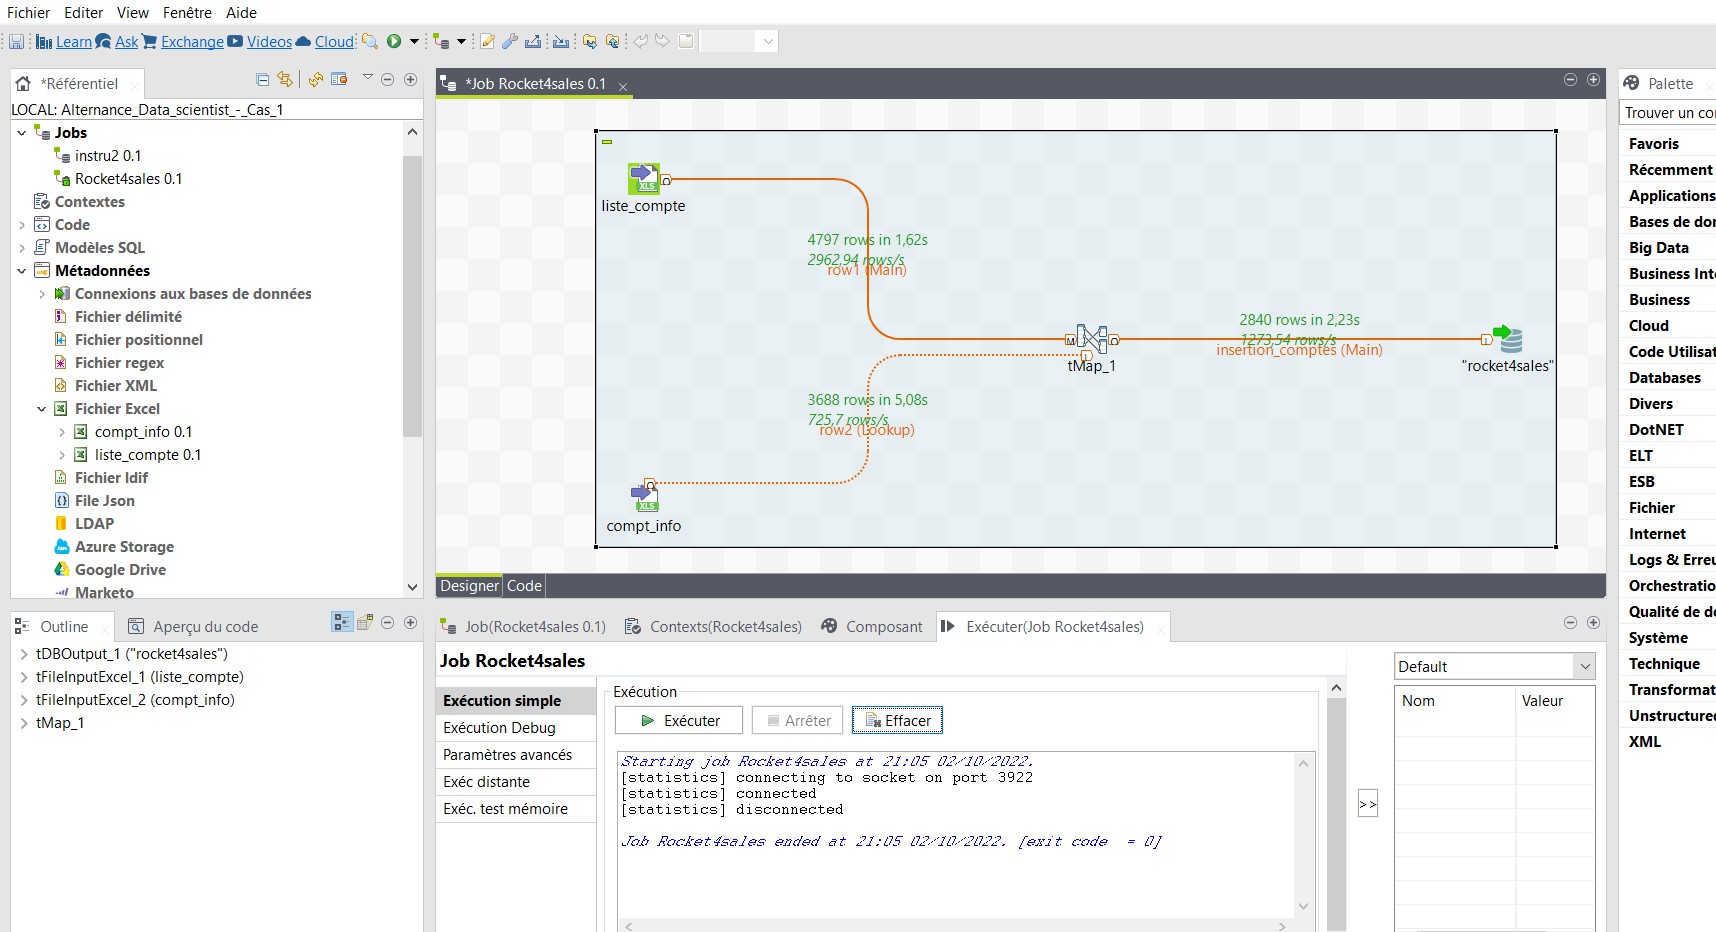 Fichier Editer View Fenêtre Aide
Learn Ask Exchange Videos Cloud
*Référentiel
LOCAL: Alternance_Data_scientist_-_Cas_1
Jobs
instru2 0.1
Rocket4sales 0.1
Contextes
Code
Modèles SQL
Métadonnées
Connexions aux bases de données
Fichier délimité
Fichier positionnel
Fichier regex
Fichier XML
Fichier Excel
compt_info 0.1
liste_compte 0.1
Fichier ldif
File Json
LDAP
Azure Storage
Google Drive
Marketo
*Job Rocket4sales 0.1
XLS
liste_compte
4797 rows in 1,62s
2962,94 rows/s
row1 (Main)
2840 rows in 2,23s
1273,54 rows/s
insertion_comptes (Main)
tMap_1
"rocket4sales"
3688 rows in 5,08s
725,7 rows/s
row2 (Lookup)
XLS
compt_info
Designer Code
Palette
Trouver un co
Favoris
Récemment
Applications
Bases de don
Big Data
Business Inte
Business
Cloud
Code Utilisat
Databases
Divers
DotNET
ELT
ESB
Fichier
Internet
Logs & Erreu
Orchestratio
Qualité de do
Système
Technique
Transformat
Unstructured
XML
Outline Aperçu du code
tDBOutput_1 ("rocket4sales")
tFileInputExcel_1 (liste_compte)
tFileInputExcel_2 (compt_info)
tMap_1
Job(Rocket4sales 0.1) Contexts(Rocket4sales) Composant Exécuter(Job Rocket4sales)
Job Rocket4sales
Exécution simple
Exécution Debug
Paramètres avancés
Exéc distante
Exéc. test mémoire
Exécution
Exécuter Arrêter Effacer
Starting job Rocket4sales at 21:05 02/10/2022.
[statistics] connecting to socket on port 3922
[statistics] connected
[statistics] disconnected
Job Rocket4sales ended at 21:05 02/10/2022. [exit code = 0]
>>
Default
Nom Valeur